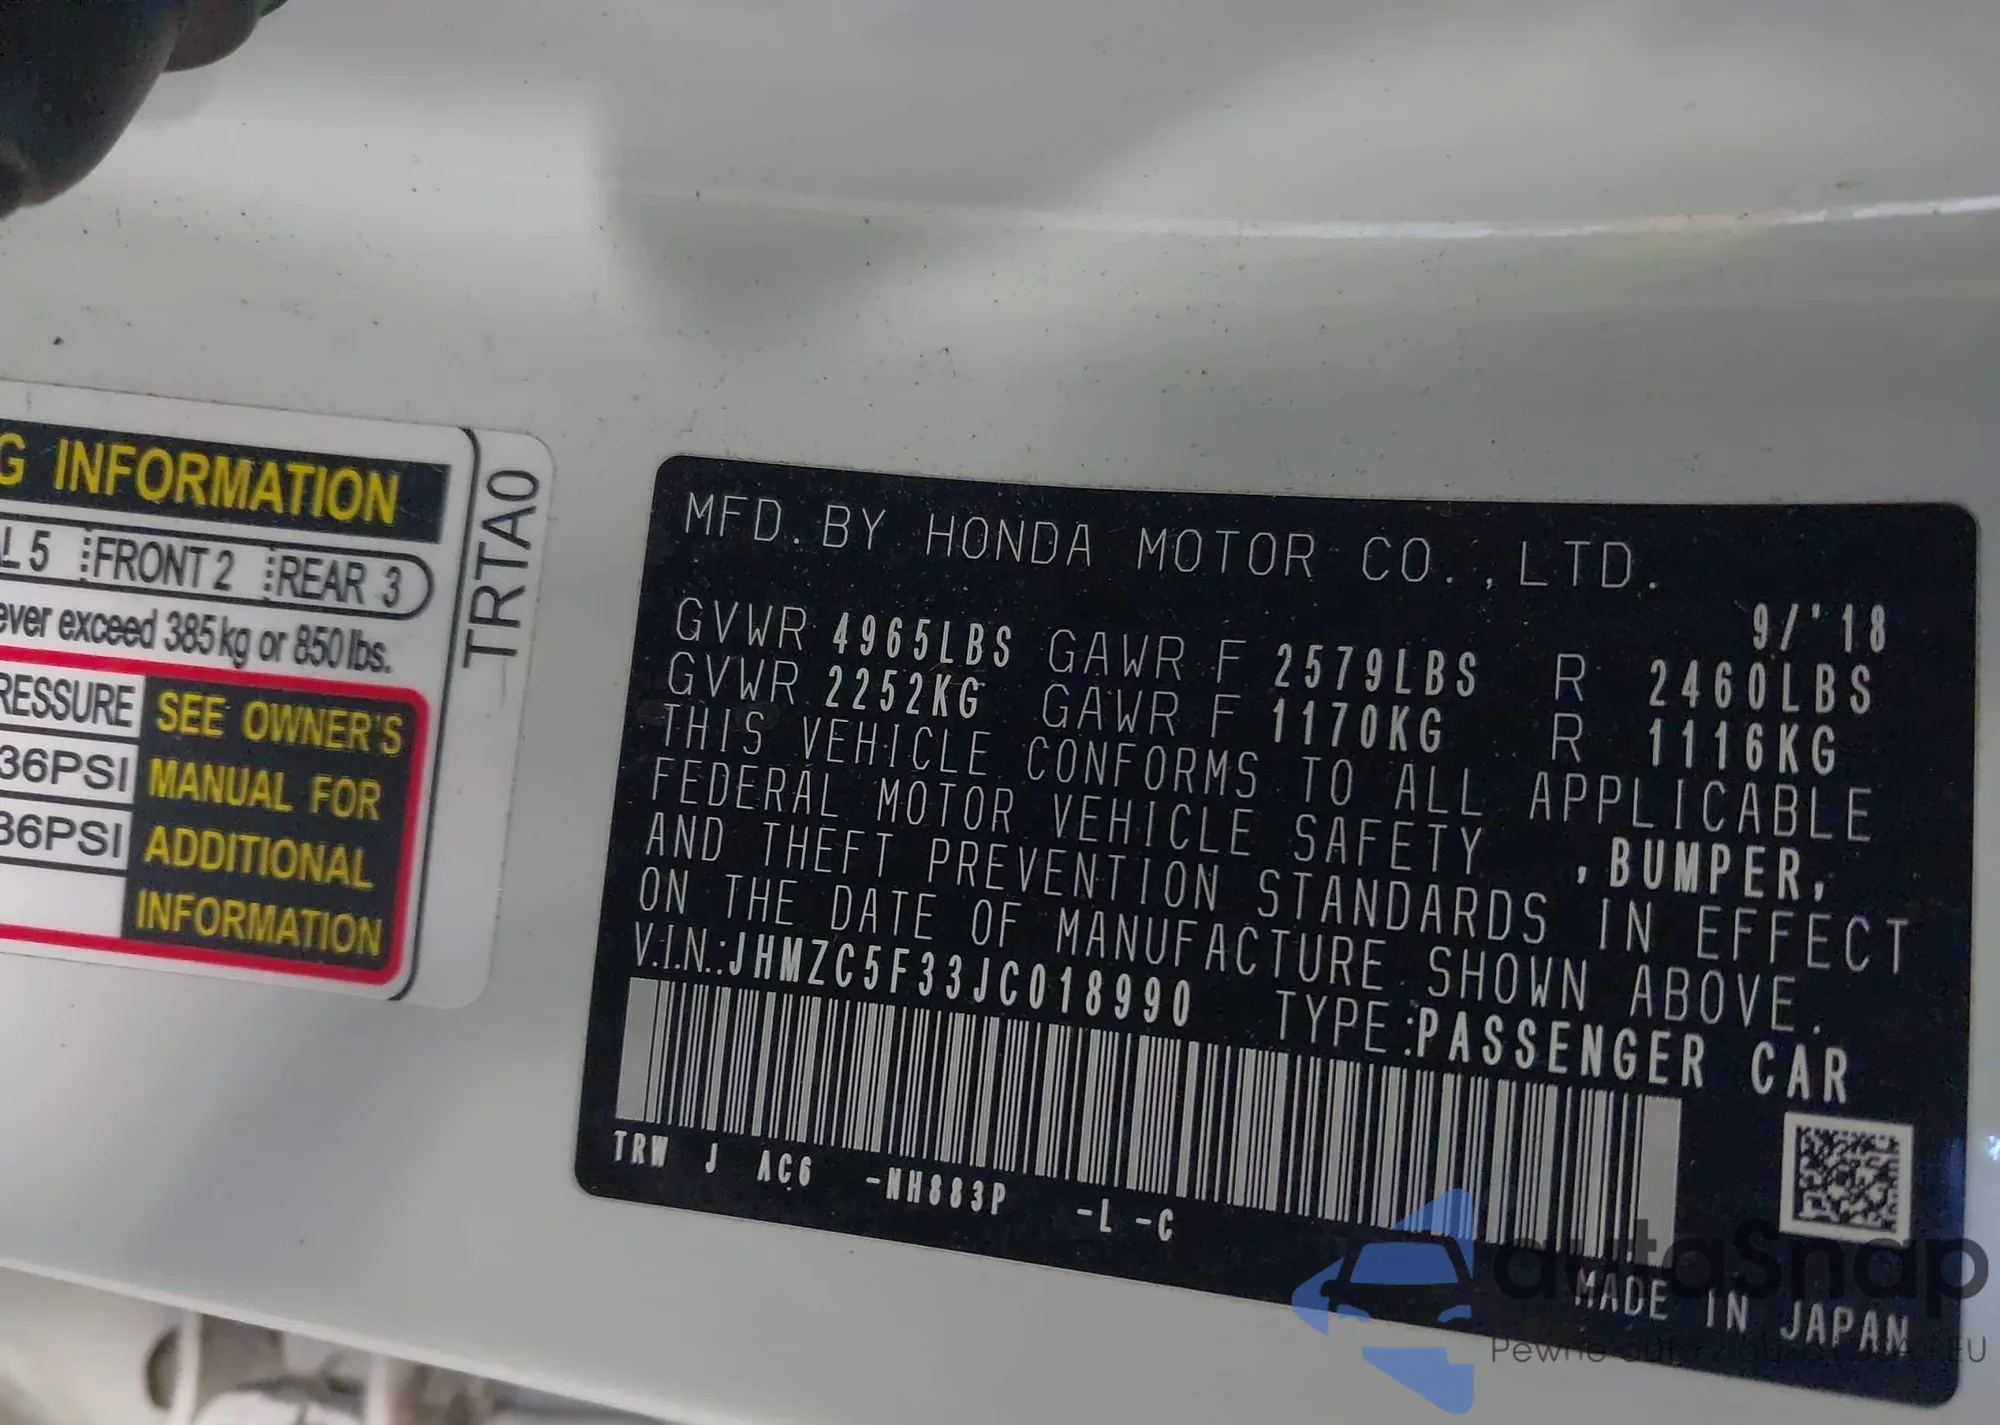 G INFORMATION
L 5 FRONT 2 REAR 3
ever exceed 385 kg or 850 lbs.
RESSURE
36PSI
36PSI
SEE OWNER'S
MANUAL FOR
ADDITIONAL
INFORMATION
TRTA0
MFD. BY HONDA MOTOR CO., LTD.
9/'18
GVWR 4965LBS GAWR F 2579LBS R 2460LBS
GVWR 2252KG GAWR F 1170KG R 1116KG
THIS VEHICLE CONFORMS TO ALL APPLICABLE
FEDERAL MOTOR VEHICLE SAFETY , BUMPER,
AND THEFT PREVENTION STANDARDS IN EFFECT
ON THE DATE OF MANUFACTURE SHOWN ABOVE.
V.I.N.:JHMZC5F33JC018990 TYPE:PASSENGER CAR
TRW J AC6 -NH883P -L -C
MADE IN JAPAN
autoSnap
Pewne auta EU